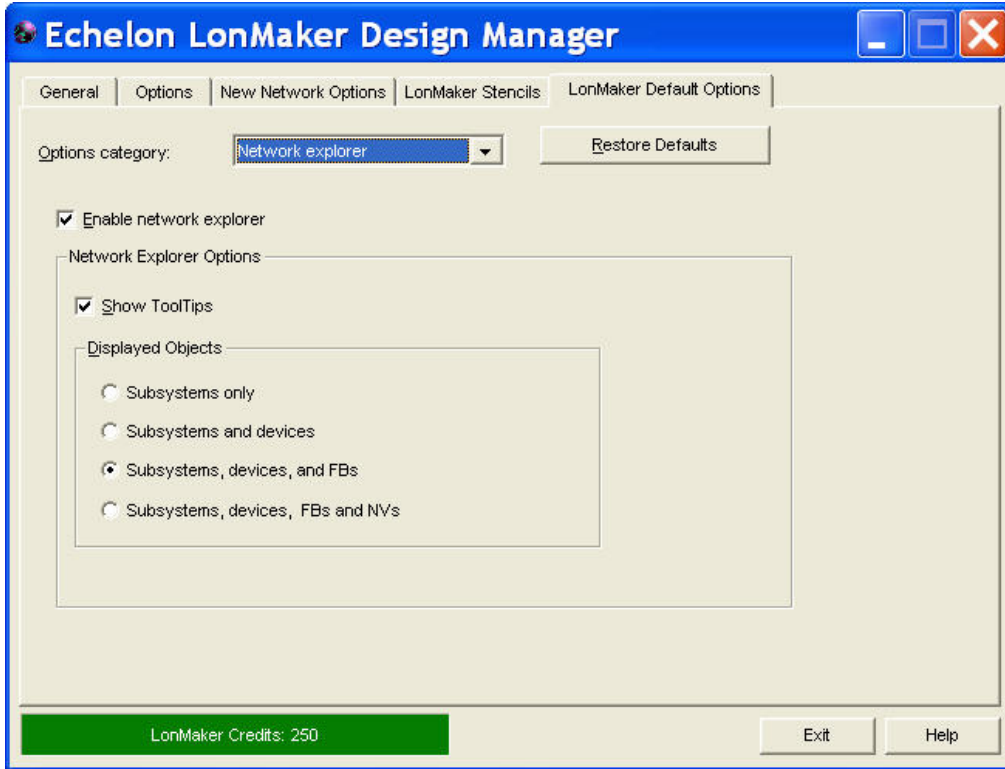 Echelon LonMaker Design Manager
General Options New Network Options LonMaker Stencils LonMaker Default Options
Options category: Network explorer Restore Defaults
Enable network explorer
Network Explorer Options
Show ToolTips
Displayed Objects
Subsystems only
Subsystems and devices
Subsystems, devices, and FBs
Subsystems, devices, FBs and NVs
LonMaker Credits: 250 Exit Help